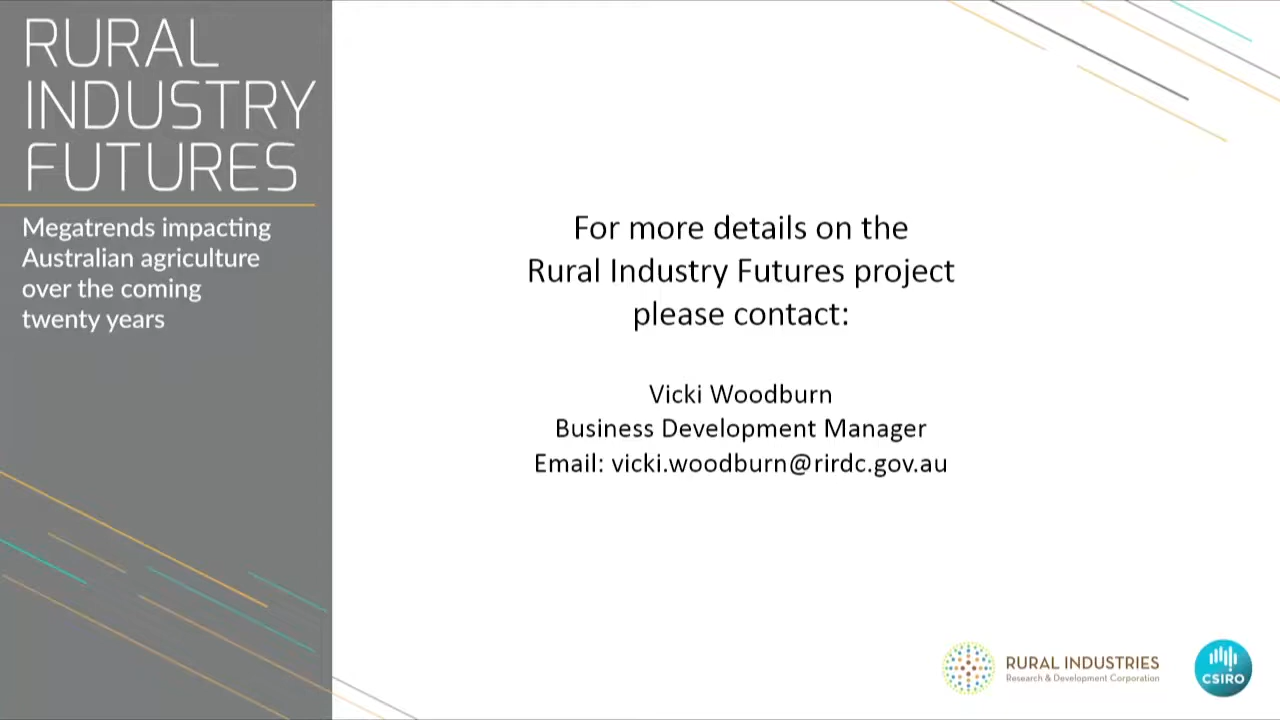 RURAL
INDUSTRY
FUTURES
Megatrends impacting
Australian agriculture
over the coming
twenty years
For more details on the
Rural Industry Futures project
please contact:
Vicki Woodburn
Business Development Manager
Email: vicki.woodburn@rirdc.gov.au
RURAL INDUSTRIES
Research & Development Corporation
CSIRO